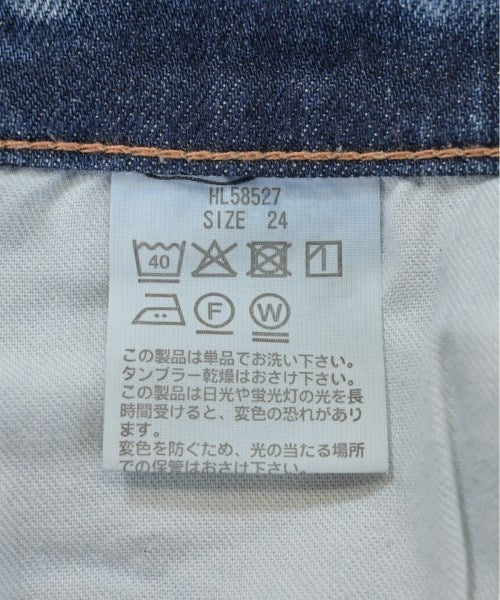 HL58527
SIZE 24
40
F W
この製品は単品でお洗い下さい。
タンブラー乾燥はおさけ下さい。
この製品は日光や蛍光灯の光を長
時間受けると、変色の恐れがあり
ます。
変色を防ぐため、光の当たる場所
での保管はおさけ下さい。